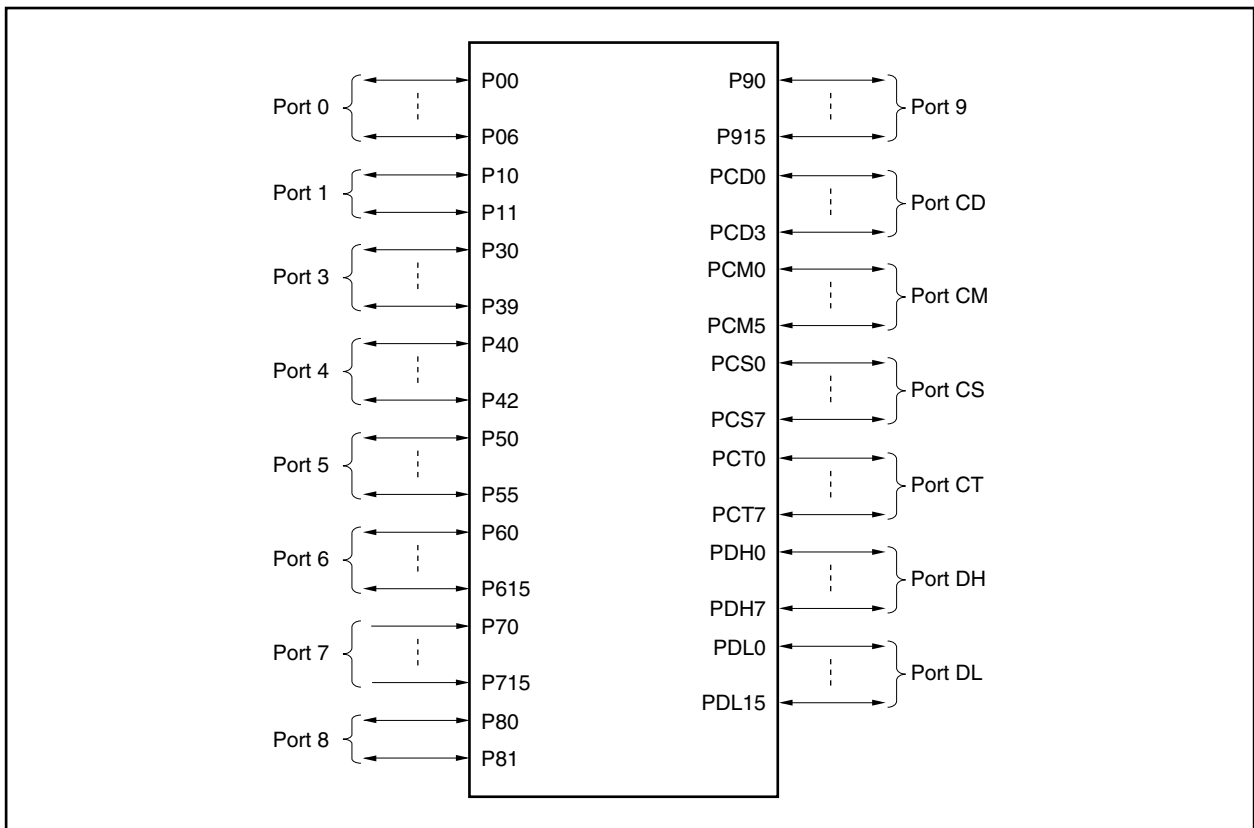 Port 0
P00
P06
Port 1
P10
P11
Port 3
P30
P39
Port 4
P40
P42
Port 5
P50
P55
Port 6
P60
P615
Port 7
P70
P715
Port 8
P80
P81
P90
P915
Port 9
PCD0
PCD3
Port CD
PCM0
PCM5
Port CM
PCS0
PCS7
Port CS
PCT0
PCT7
Port CT
PDH0
PDH7
Port DH
PDL0
PDL15
Port DL